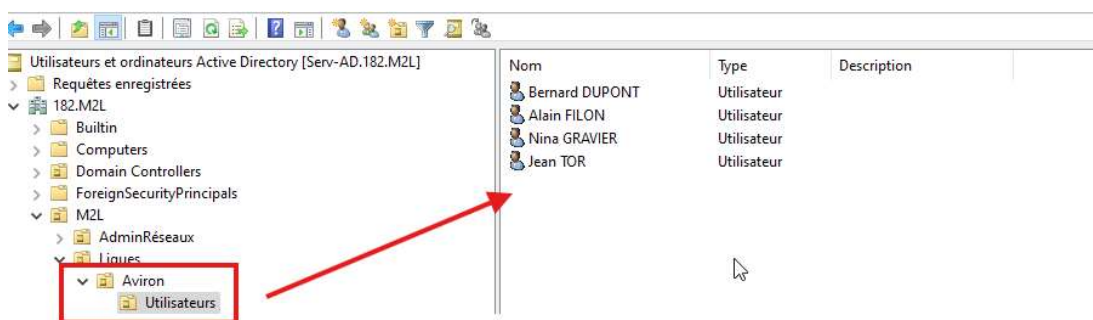 Utilisateurs et ordinateurs Active Directory [Serv-AD.182.M2L]
Requêtes enregistrées
182.M2L
Builtin
Computers
Domain Controllers
ForeignSecurityPrincipals
M2L
AdminRéseaux
Ligues
Aviron
Utilisateurs
Nom Type Description
Bernard DUPONT Utilisateur
Alain FILON Utilisateur
Nina GRAVIER Utilisateur
Jean TOR Utilisateur